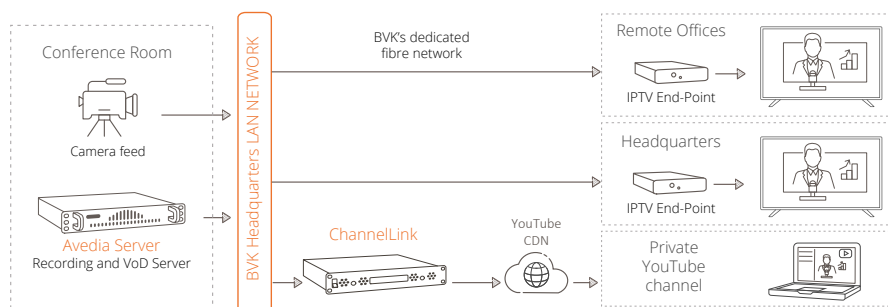 Conference Room
Camera feed
Avedia Server
Recording and VoD Server
BVK Headquarters LAN NETWORK
BVK's dedicated
fibre network
ChannelLink
YouTube
CDN
Remote Offices
IPTV End-Point
Headquarters
IPTV End-Point
Private
YouTube
channel